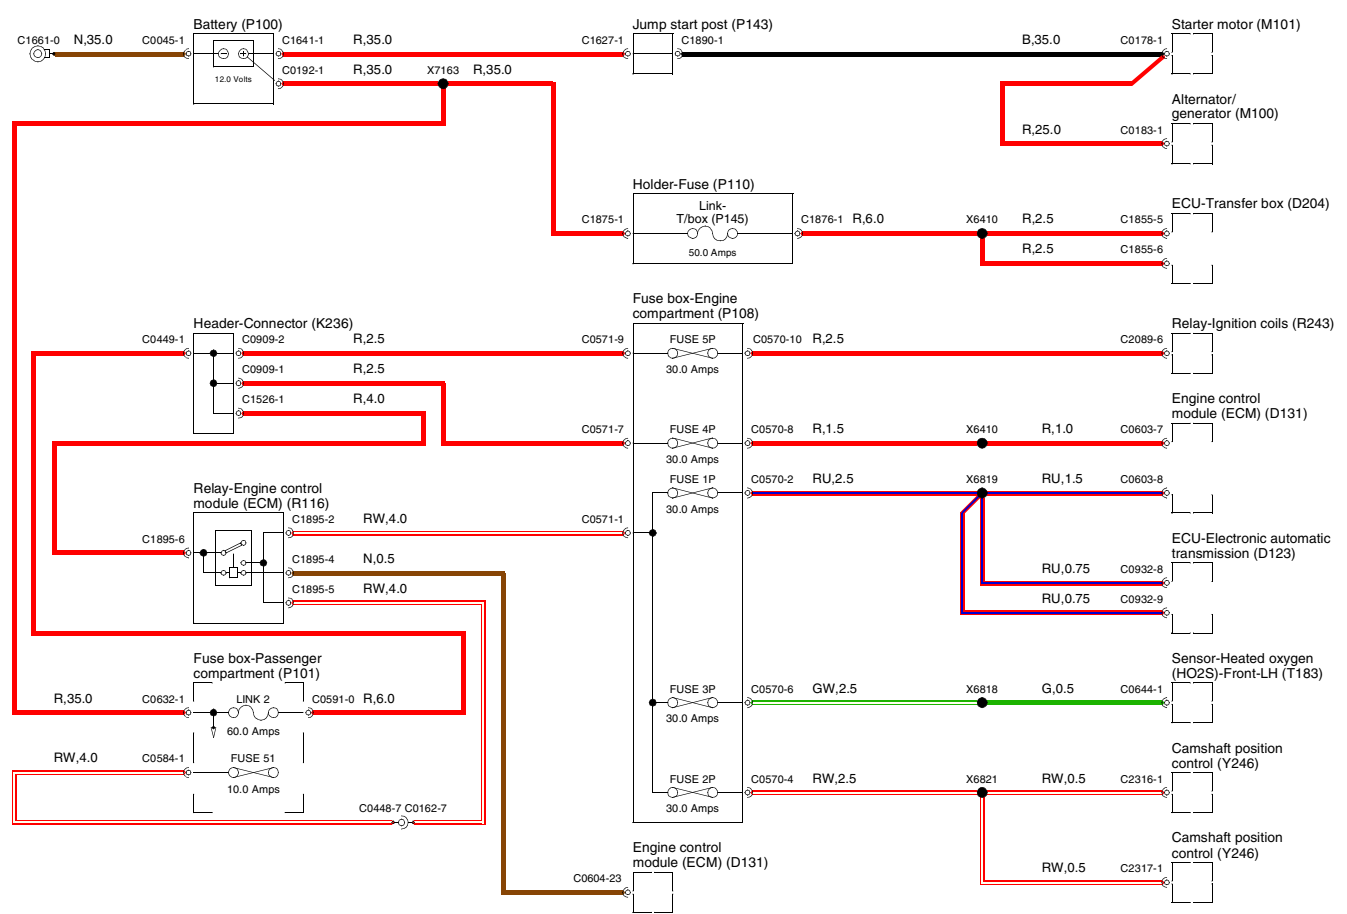 Battery (P100)
Jump start post (P143)
Starter motor (M101)
C1661-0
N,35.0
C0045-1
C1641-1
R,35.0
C1627-1
C1890-1
B,35.0
C0178-1
12.0 Volts
C0192-1
R,35.0
X7163
R,35.0
Alternator/
generator (M100)
R,25.0
C0183-1
Holder-Fuse (P110)
Link-
T/box (P145)
50.0 Amps
C1875-1
C1876-1
R,6.0
X6410
R,2.5
C1855-5
ECU-Transfer box (D204)
R,2.5
C1855-6
Fuse box-Engine
compartment (P108)
Header-Connector (K236)
Relay-Ignition coils (R243)
C0449-1
C0909-2
R,2.5
C0571-9
FUSE 5P
30.0 Amps
C0570-10
R,2.5
C2089-6
C0909-1
R,2.5
C1526-1
R,4.0
Engine control
module (ECM) (D131)
C0571-7
FUSE 4P
30.0 Amps
C0570-8
R,1.5
X6410
R,1.0
C0603-7
FUSE 1P
30.0 Amps
C0570-2
RU,2.5
X6819
RU,1.5
C0603-8
Relay-Engine control
module (ECM) (R116)
C1895-6
C1895-2
RW,4.0
C0571-1
C1895-4
N,0.5
C1895-5
RW,4.0
ECU-Electronic automatic
transmission (D123)
RU,0.75
C0932-8
RU,0.75
C0932-9
Fuse box-Passenger
compartment (P101)
Sensor-Heated oxygen
(HO2S)-Front-LH (T183)
R,35.0
C0632-1
LINK 2
60.0 Amps
C0591-0
R,6.0
FUSE 3P
30.0 Amps
C0570-6
GW,2.5
X6818
G,0.5
C0644-1
RW,4.0
C0584-1
FUSE 51
10.0 Amps
C0448-7
C0162-7
Camshaft position
control (Y246)
FUSE 2P
30.0 Amps
C0570-4
RW,2.5
X6821
RW,0.5
C2316-1
Camshaft position
control (Y246)
RW,0.5
C2317-1
Engine control
module (ECM) (D131)
C0604-23